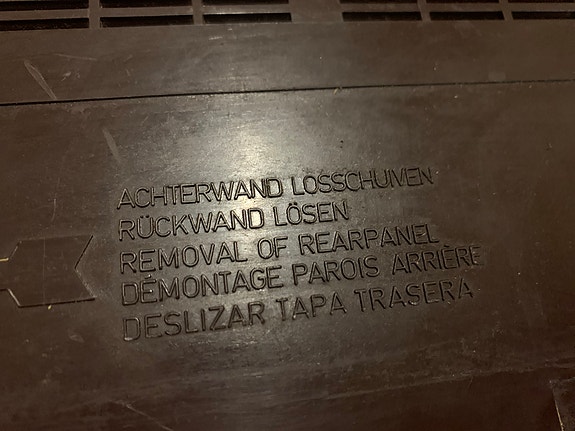 ACHTERWAND LOSSCHUIVEN
RÜCKWAND LÖSEN
REMOVAL OF REARPANEL
DÉMONTAGE PAROIS ARRIÈRE
DESLIZAR TAPA TRASERA